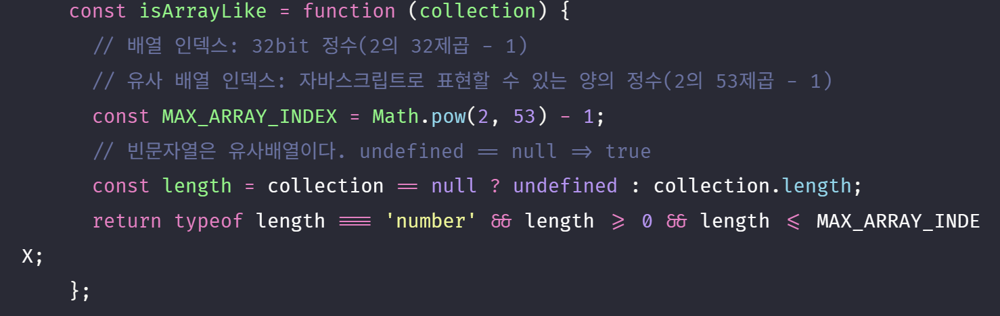 const isArrayLike = function (collection) {
// 배열 인덱스: 32bit 정수(2의 32제곱 - 1)
// 유사 배열 인덱스: 자바스크립트로 표현할 수 있는 양의 정수(2의 53제곱 - 1)
const MAX_ARRAY_INDEX = Math.pow(2, 53) - 1;
// 빈문자열은 유사배열이다. undefined == null => true
const length = collection == null ? undefined : collection.length;
return typeof length === 'number' && length >= 0 && length <= MAX_ARRAY_INDE
X;
};